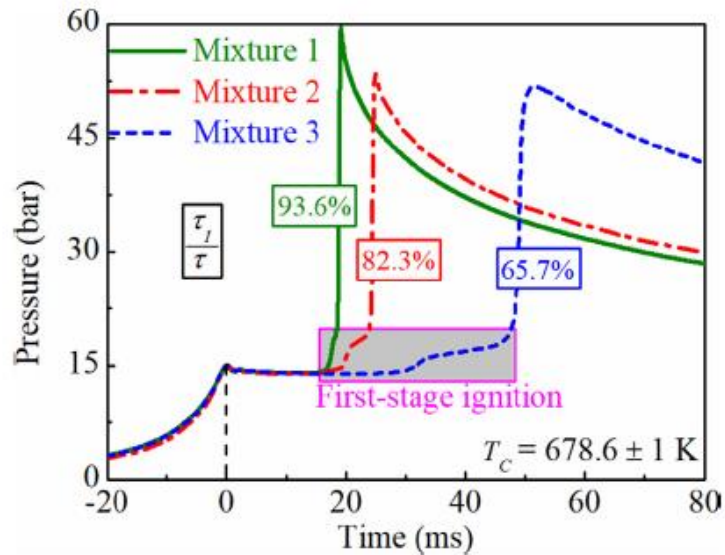 60
45
30
15
0
Pressure (bar)
Mixture 1
Mixture 2
Mixture 3
τ₁
τ
93.6%
82.3%
65.7%
First-stage ignition
T_C = 678.6 ± 1 K
-20
0
20
40
60
80
Time (ms)